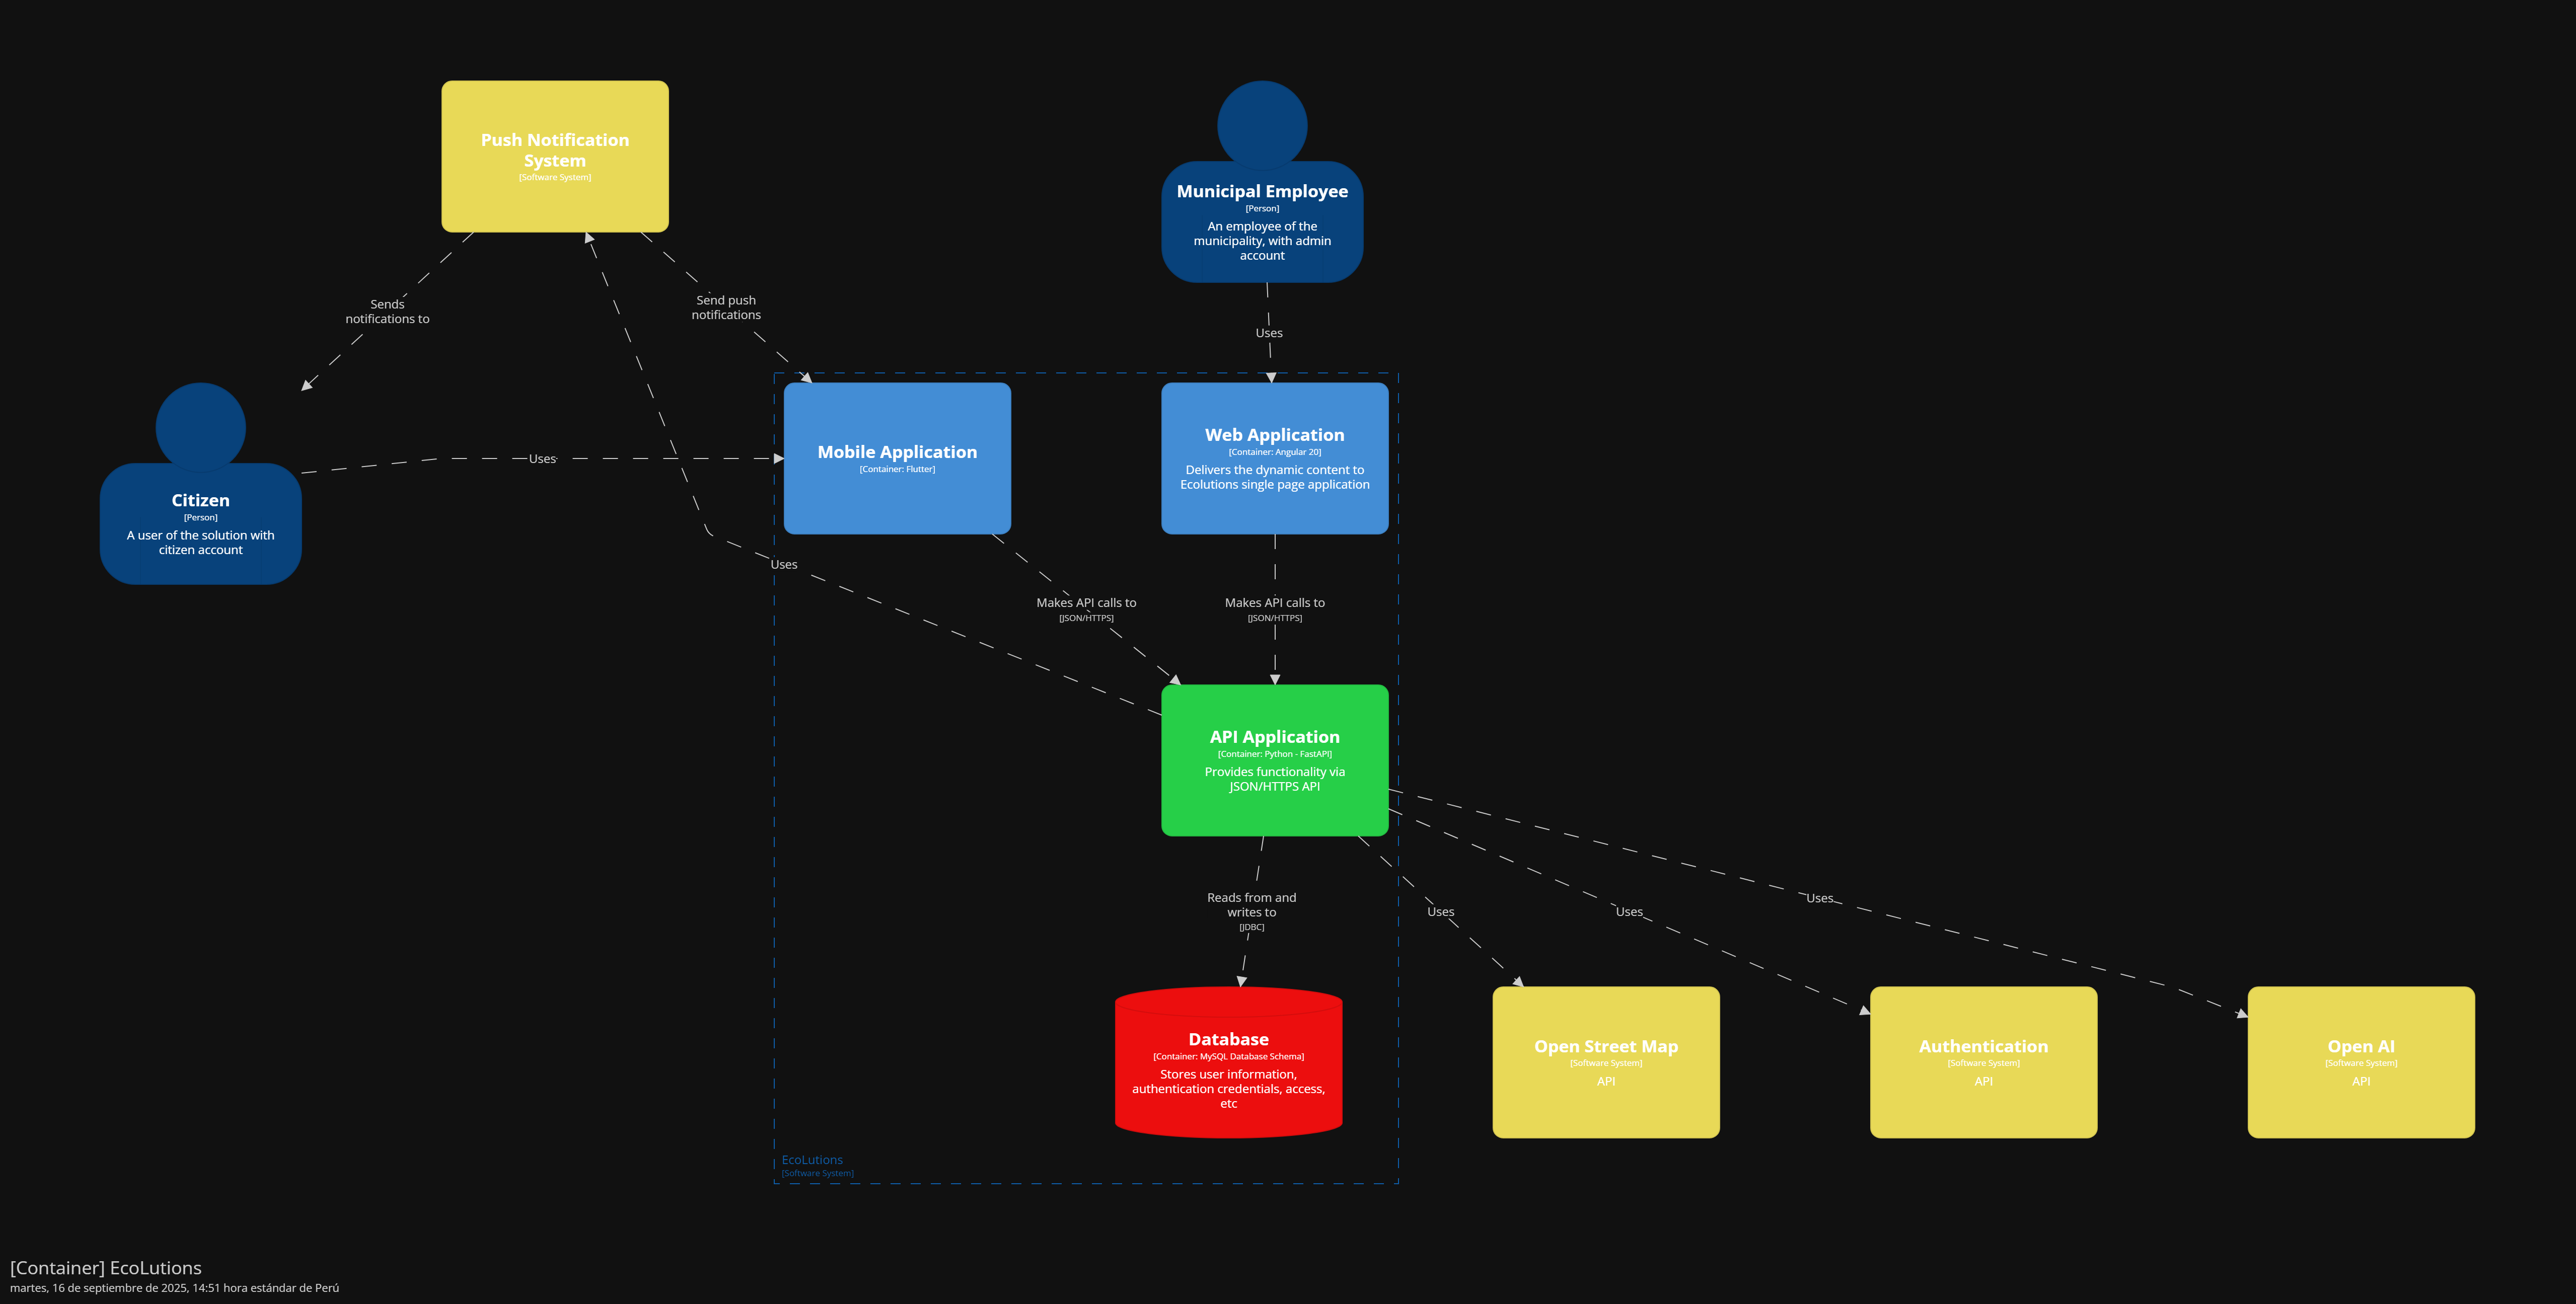 Push Notification
System
[Software System]
Municipal Employee
[Person]
An employee of the
municipality, with admin
account
Sends
notifications to
Send push
notifications
Uses
Citizen
[Person]
A user of the solution with
citizen account
Uses
Mobile Application
[Container: Flutter]
Web Application
[Container: Angular 20]
Delivers the dynamic content to
Ecolutions single page application
Uses
Makes API calls to
[JSON/HTTPS]
Makes API calls to
[JSON/HTTPS]
API Application
[Container: Python - FastAPI]
Provides functionality via
JSON/HTTPS API
Reads from and
writes to
[JDBC]
Uses
Uses
Uses
Database
[Container: MySQL Database Schema]
Stores user information,
authentication credentials, access,
etc
Open Street Map
[Software System]
API
Authentication
[Software System]
API
Open AI
[Software System]
API
EcoLutions
[Software System]
[Container] EcoLutions
martes, 16 de septiembre de 2025, 14:51 hora estándar de Perú